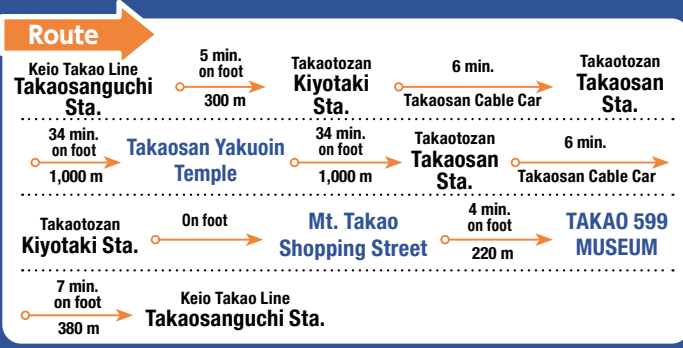 Route
Keio Takao Line
Takaosanguchi
Sta.
5 min.
on foot
300 m
Takaotozan
Kiyotaki
Sta.
6 min.
Takaosan Cable Car
Takaotozan
Takaosan
Sta.
34 min.
on foot
1,000 m
Takaosan Yakuoin
Temple
34 min.
on foot
1,000 m
Takaotozan
Takaosan
Sta.
6 min.
Takaosan Cable Car
Takaotozan
Kiyotaki Sta.
On foot
Mt. Takao
Shopping Street
4 min.
on foot
220 m
TAKAO 599
MUSEUM
7 min.
on foot
380 m
Keio Takao Line
Takaosanguchi Sta.